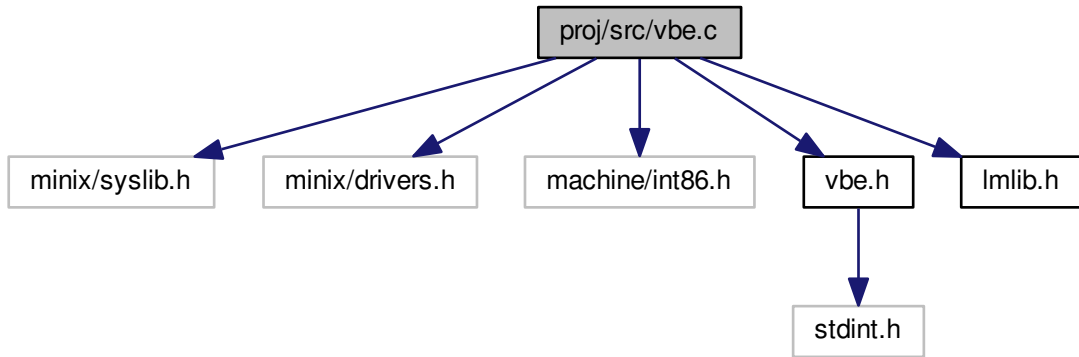 proj/src/vbe.c
minix/syslib.h
minix/drivers.h
machine/int86.h
vbe.h
lmlib.h
stdint.h